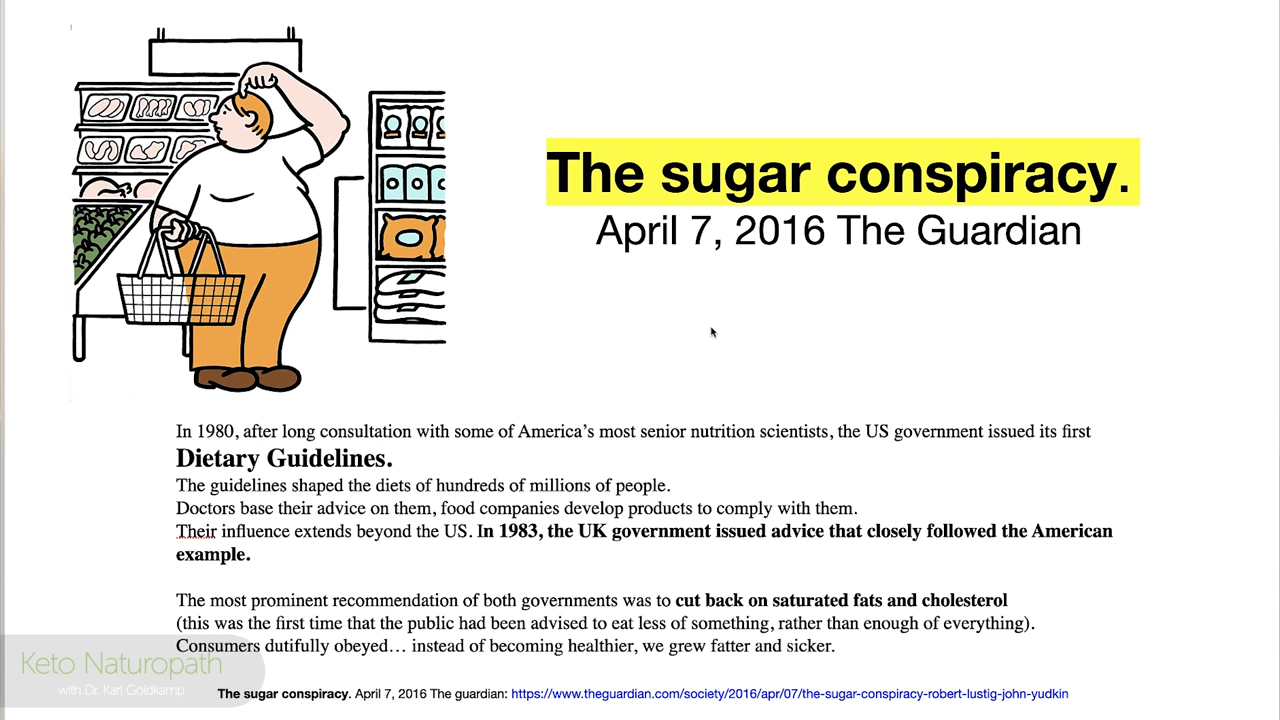 The sugar conspiracy.
April 7, 2016 The Guardian
In 1980, after long consultation with some of America's most senior nutrition scientists, the US government issued its first
Dietary Guidelines.
The guidelines shaped the diets of hundreds of millions of people.
Doctors base their advice on them, food companies develop products to comply with them.
Their influence extends beyond the US. In 1983, the UK government issued advice that closely followed the American
example.
The most prominent recommendation of both governments was to cut back on saturated fats and cholesterol
(this was the first time that the public had been advised to eat less of something, rather than enough of everything).
Consumers dutifully obeyed… instead of becoming healthier, we grew fatter and sicker.
Keto Naturopath
with Dr. Karl Goldkamp
The sugar conspiracy. April 7, 2016 The guardian: https://www.theguardian.com/society/2016/apr/07/the-sugar-conspiracy-robert-lustig-john-yudkin